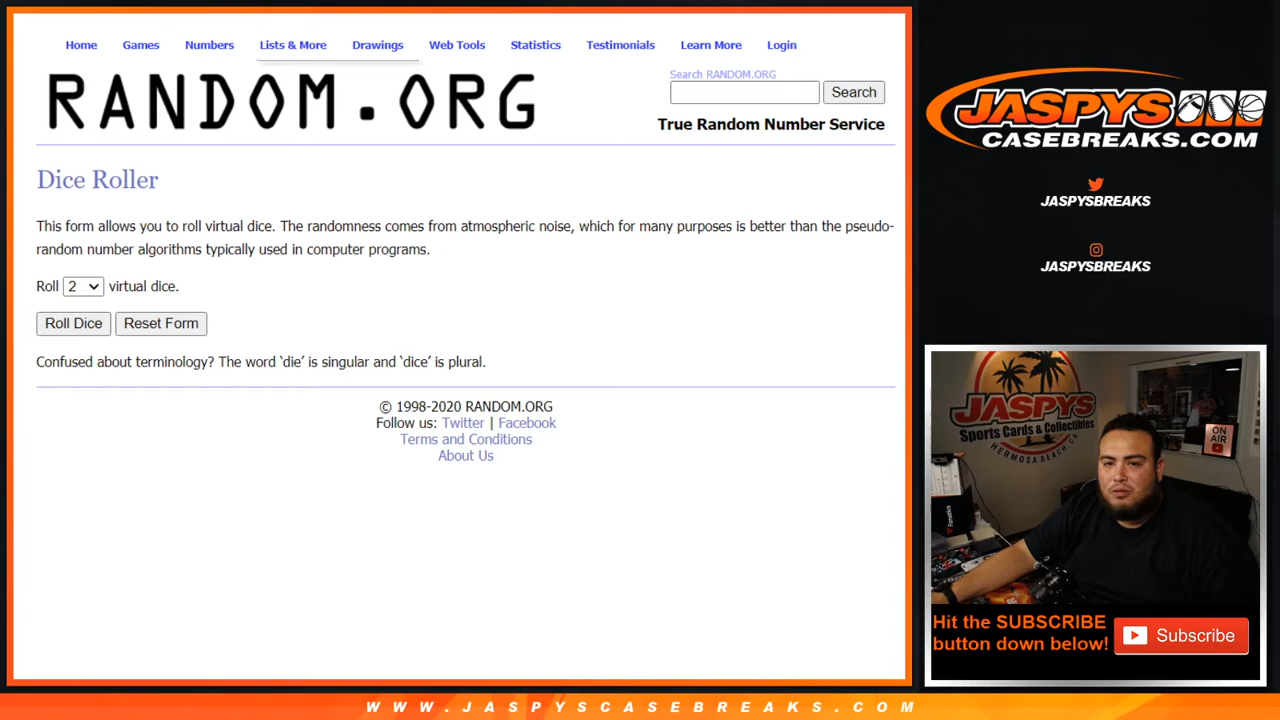 Home Games Numbers Lists & More Drawings Web Tools Statistics Testimonials Learn More Login
RANDOM.ORG
Search RANDOM.ORG
Search
True Random Number Service
Dice Roller
This form allows you to roll virtual dice. The randomness comes from atmospheric noise, which for many purposes is better than the pseudo-
random number algorithms typically used in computer programs.
Roll 2 virtual dice.
Roll Dice Reset Form
Confused about terminology? The word ‘die’ is singular and ‘dice’ is plural.
© 1998-2020 RANDOM.ORG
Follow us: Twitter | Facebook
Terms and Conditions
About Us
JASPYS
CASEBREAKS.COM
JASPYSBREAKS
JASPYSBREAKS
JASPYS
Sports Cards & Collectibles
HERMOSA BEACH, CA.
ON
AIR
Fanatics
Hit the SUBSCRIBE
button down below!
Subscribe
WWW.JASPYSCASEBREAKS.COM